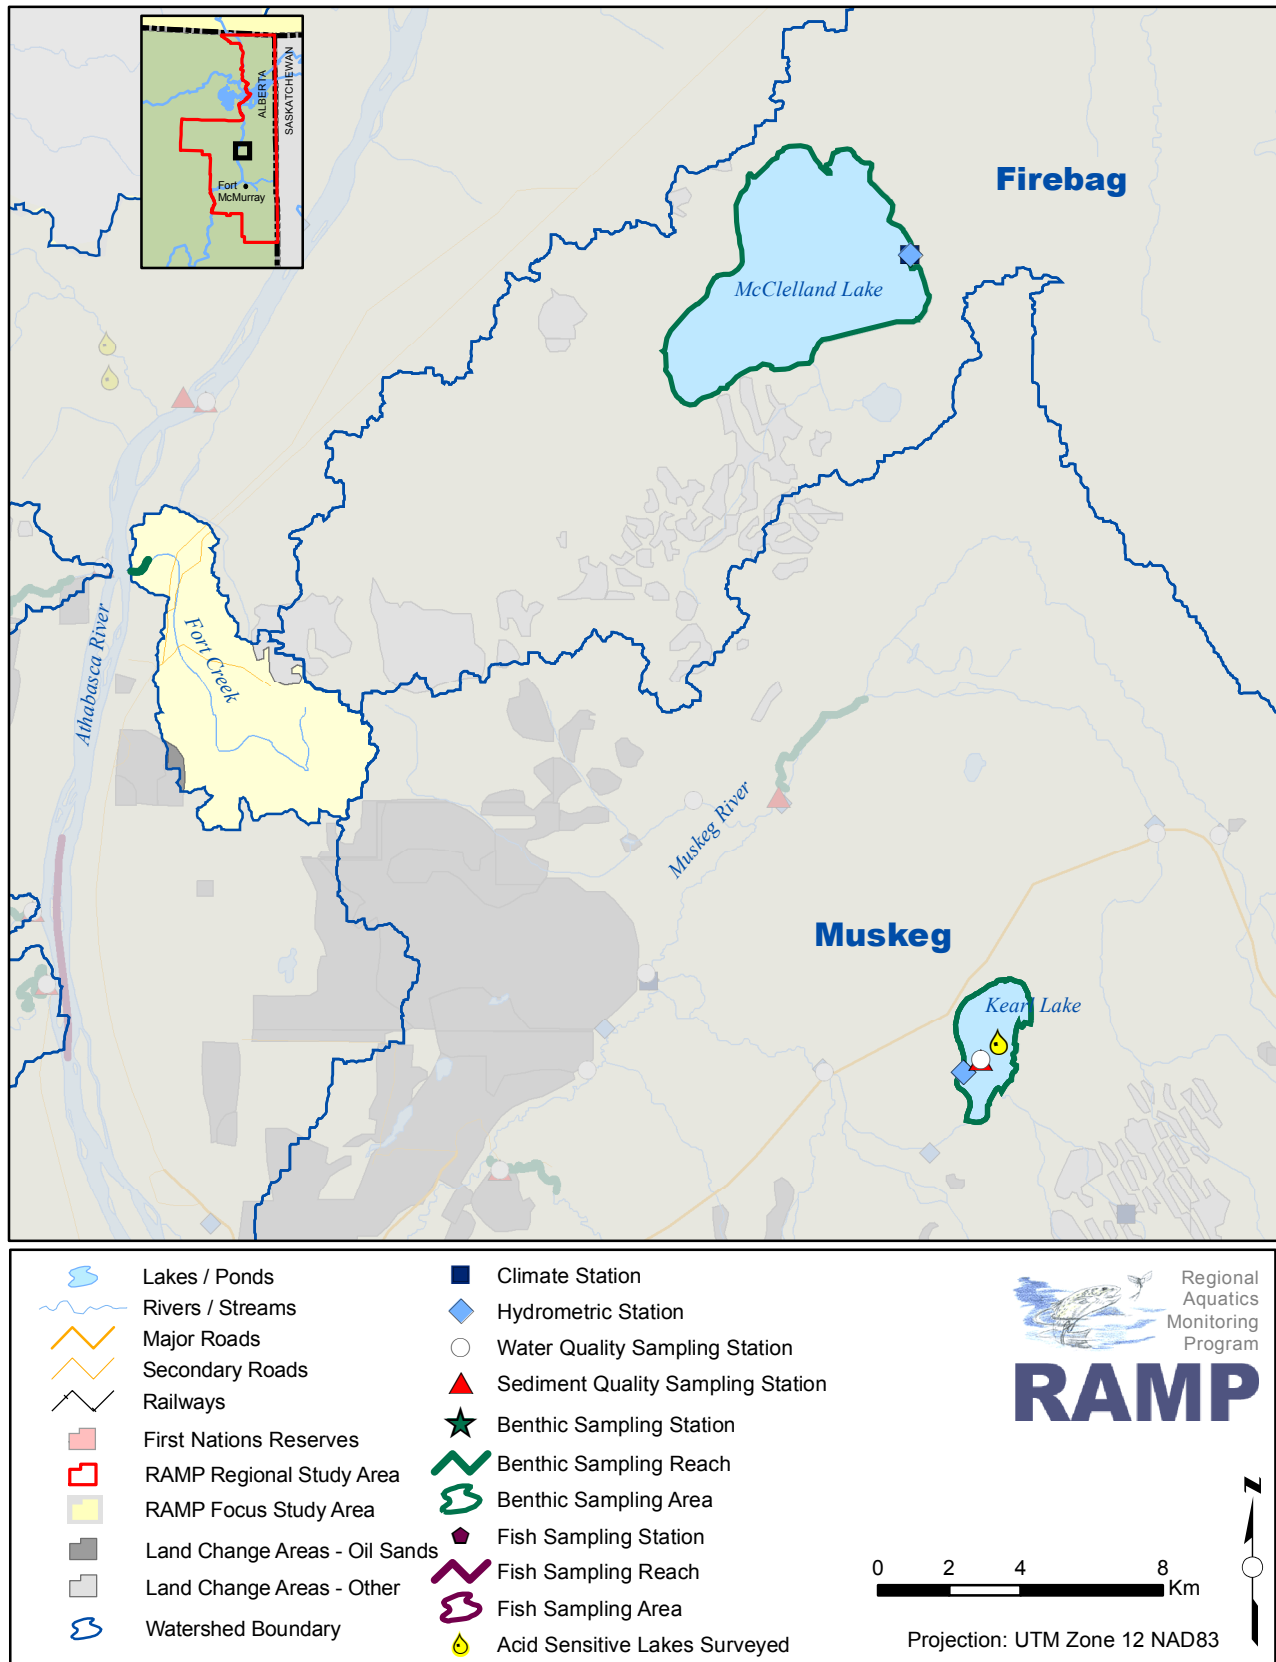 ALBERTA
SASKATCHEWAN
Fort
McMurray
Firebag
McClelland Lake
Fort Creek
Athabasca River
Muskeg River
Muskeg
Kearl Lake
Lakes / Ponds
Rivers / Streams
Major Roads
Secondary Roads
Railways
First Nations Reserves
RAMP Regional Study Area
RAMP Focus Study Area
Land Change Areas - Oil Sands
Land Change Areas - Other
Watershed Boundary
Climate Station
Hydrometric Station
Water Quality Sampling Station
Sediment Quality Sampling Station
Benthic Sampling Station
Benthic Sampling Reach
Benthic Sampling Area
Fish Sampling Station
Fish Sampling Reach
Fish Sampling Area
Acid Sensitive Lakes Surveyed
Regional
Aquatics
Monitoring
Program
RAMP
N
0 2 4 8
Km
Projection: UTM Zone 12 NAD83